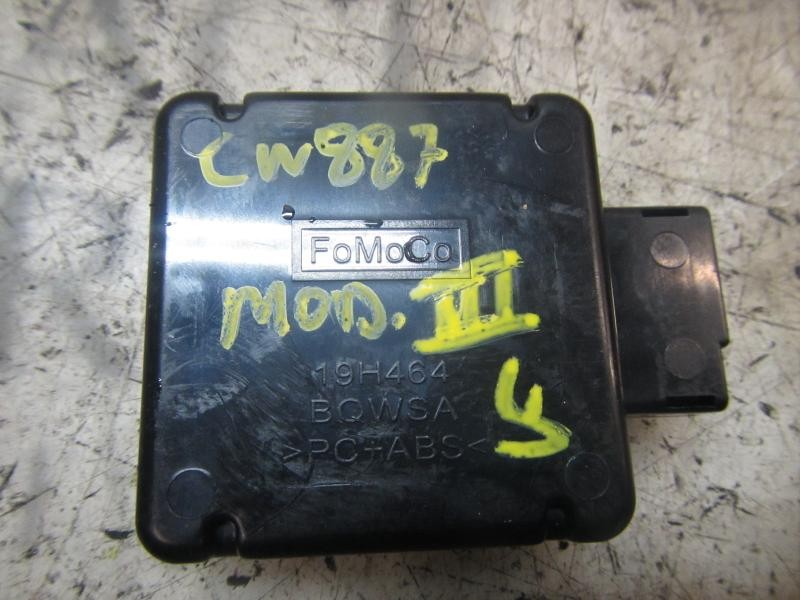 CW887
FoMoCo
MOD. III
19H464
BQWSA
>PC+ABS<